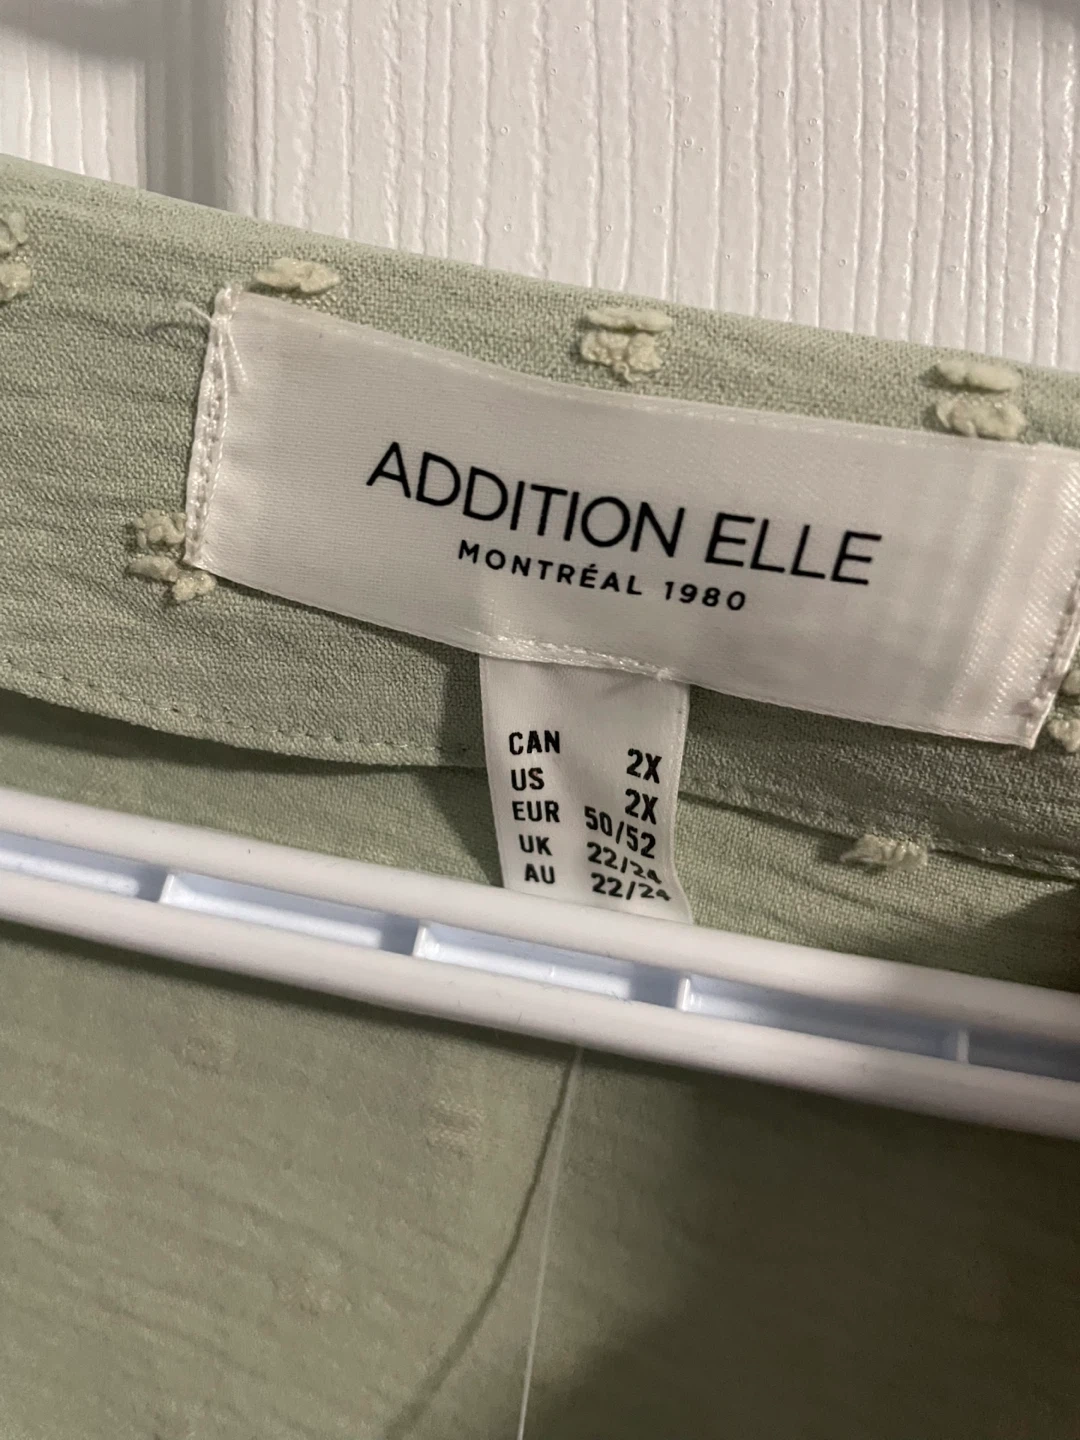 ADDITION ELLE
MONTRÉAL 1980
CAN 2X
US 2X
EUR 50/52
UK 22/24
AU 22/24